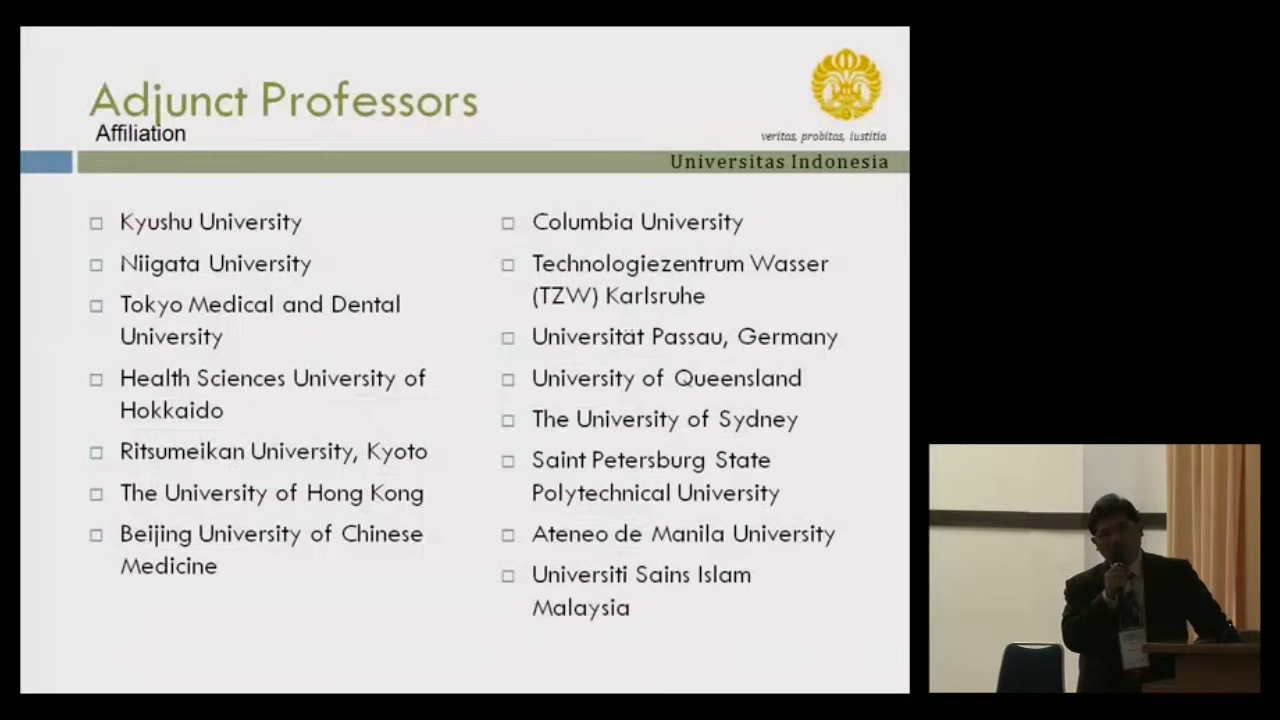 Adjunct Professors
Affiliation
veritas, probitas, iustitia
Universitas Indonesia
Kyushu University
Niigata University
Tokyo Medical and Dental
University
Health Sciences University of
Hokkaido
Ritsumeikan University, Kyoto
The University of Hong Kong
Beijing University of Chinese
Medicine
Columbia University
Technologiezentrum Wasser
(TZW) Karlsruhe
Universität Passau, Germany
University of Queensland
The University of Sydney
Saint Petersburg State
Polytechnical University
Ateneo de Manila University
Universiti Sains Islam
Malaysia